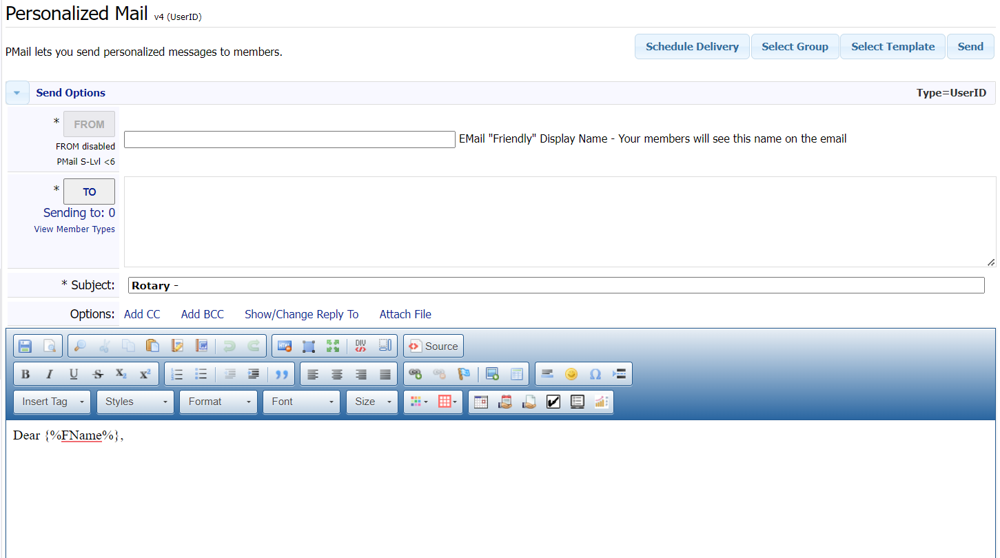 Personalized Mail v4 (UserID)
PMail lets you send personalized messages to members.
Schedule Delivery Select Group Select Template Send
Send Options Type=UserID
* FROM
FROM disabled
PMail S-Lvl <6
EMail "Friendly" Display Name - Your members will see this name on the email
* TO
Sending to: 0
View Member Types
* Subject: Rotary -
Options: Add CC Add BCC Show/Change Reply To Attach File
DIV Source
B I U S X2 X2
Insert Tag Styles Format Font Size
Dear {%FName%},